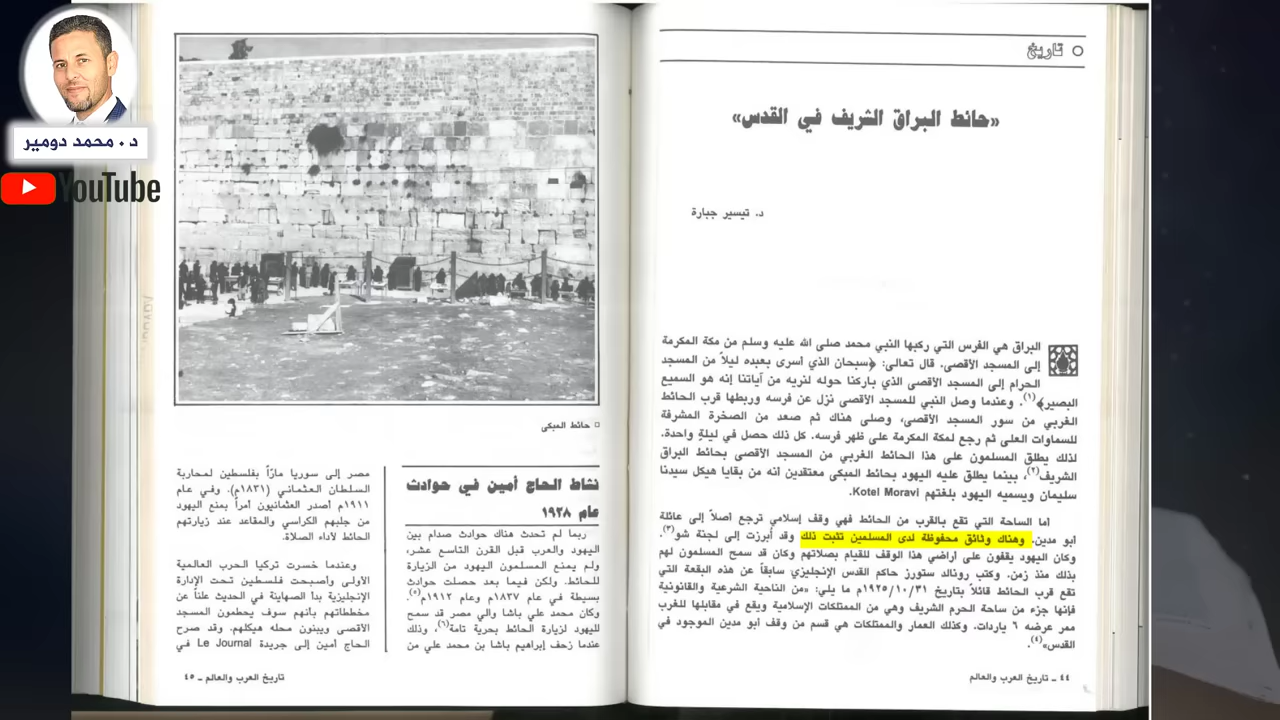 د. محمد دومير
YouTube
تاريخ
«حائط البراق الشريف في القدس»
د. تيسير جبارة
البراق هي الفرس التي ركبها النبي محمد صلى الله عليه وسلم من مكة المكرمة
إلى المسجد الأقصى. قال تعالى: ﴿سبحان الذي أسرى بعبده ليلاً من المسجد
الحرام إلى المسجد الأقصى الذي باركنا حوله لنريه من آياتنا إنه هو السميع
البصير﴾(١). وعندما وصل النبي للمسجد الأقصى نزل عن فرسه وربطها قرب الحائط
الغربي من سور المسجد الأقصى، وصلى هناك ثم صعد من الصخرة المشرفة
للسماوات العلى ثم رجع لمكة المكرمة على ظهر فرسه. كل ذلك حصل في ليلة واحدة.
لذلك يطلق المسلمون على هذا الحائط الغربي من المسجد الأقصى بحائط البراق
الشريف(٢)، بينما يطلق عليه اليهود بحائط المبكى معتقدين انه من بقايا هيكل سيدنا
سليمان ويسميه اليهود بلغتهم Kotel Moravi.
اما الساحة التي تقع بالقرب من الحائط فهي وقف إسلامي ترجع أصلاً إلى عائلة
ابو مدين. وهناك وثائق محفوظة لدى المسلمين تثبت ذلك وقد أبرزت إلى لجنة شو(٣).
وكان اليهود يقفون على أراضي هذا الوقف للقيام بصلاتهم وكان قد سمح المسلمون لهم
بذلك منذ زمن. وكتب رونالد ستورز حاكم القدس الإنجليزي سابقاً عن هذه البقعة التي
تقع قرب الحائط قائلاً بتاريخ ١٩٢٥/١٠/٣١م ما يلي: «من الناحية الشرعية والقانونية
فإنها جزء من ساحة الحرم الشريف وهي من الممتلكات الإسلامية ويقع في مقابلها للغرب
ممر عرضه ٦ ياردات. وكذلك العمار والممتلكات هي قسم من وقف أبو مدين الموجود في
القدس»(٤).
٤٤ ـ تاريخ العرب والعالم
حائط المبكى
نشاط الحاج أمين في حوادث
عام ١٩٢٨
ربما لم تحدث هناك حوادث صدام بين
اليهود والعرب قبل القرن التاسع عشر،
ولم يمنع المسلمون اليهود من الزيارة
للحائط. ولكن فيما بعد حصلت حوادث
بسيطة في عام ١٨٣٧م وعام ١٩١٢م(٥).
وكان محمد علي باشا والي مصر قد سمح
لليهود لزيارة الحائط بحرية تامة(٦)، وذلك
عندما زحف إبراهيم باشا بن محمد علي من
مصر إلى سوريا ماراً بفلسطين لمحاربة
السلطان العثماني (١٨٣١م). وفي عام
١٩١١م أصدر العثمانيون أمراً بمنع اليهود
من جلبهم الكراسي والمقاعد عند زيارتهم
الحائط لأداء الصلاة.
وعندما خسرت تركيا الحرب العالمية
الاولى وأصبحت فلسطين تحت الإدارة
الإنجليزية بدأ الصهاينة في الحديث علناً عن
مخططاتهم بأنهم سوف يحطمون المسجد
الأقصى ويبنون محله هيكلهم. وقد صرح
الحاج أمين إلى جريدة Le Journal في
تاريخ العرب والعالم ـ ٤٥